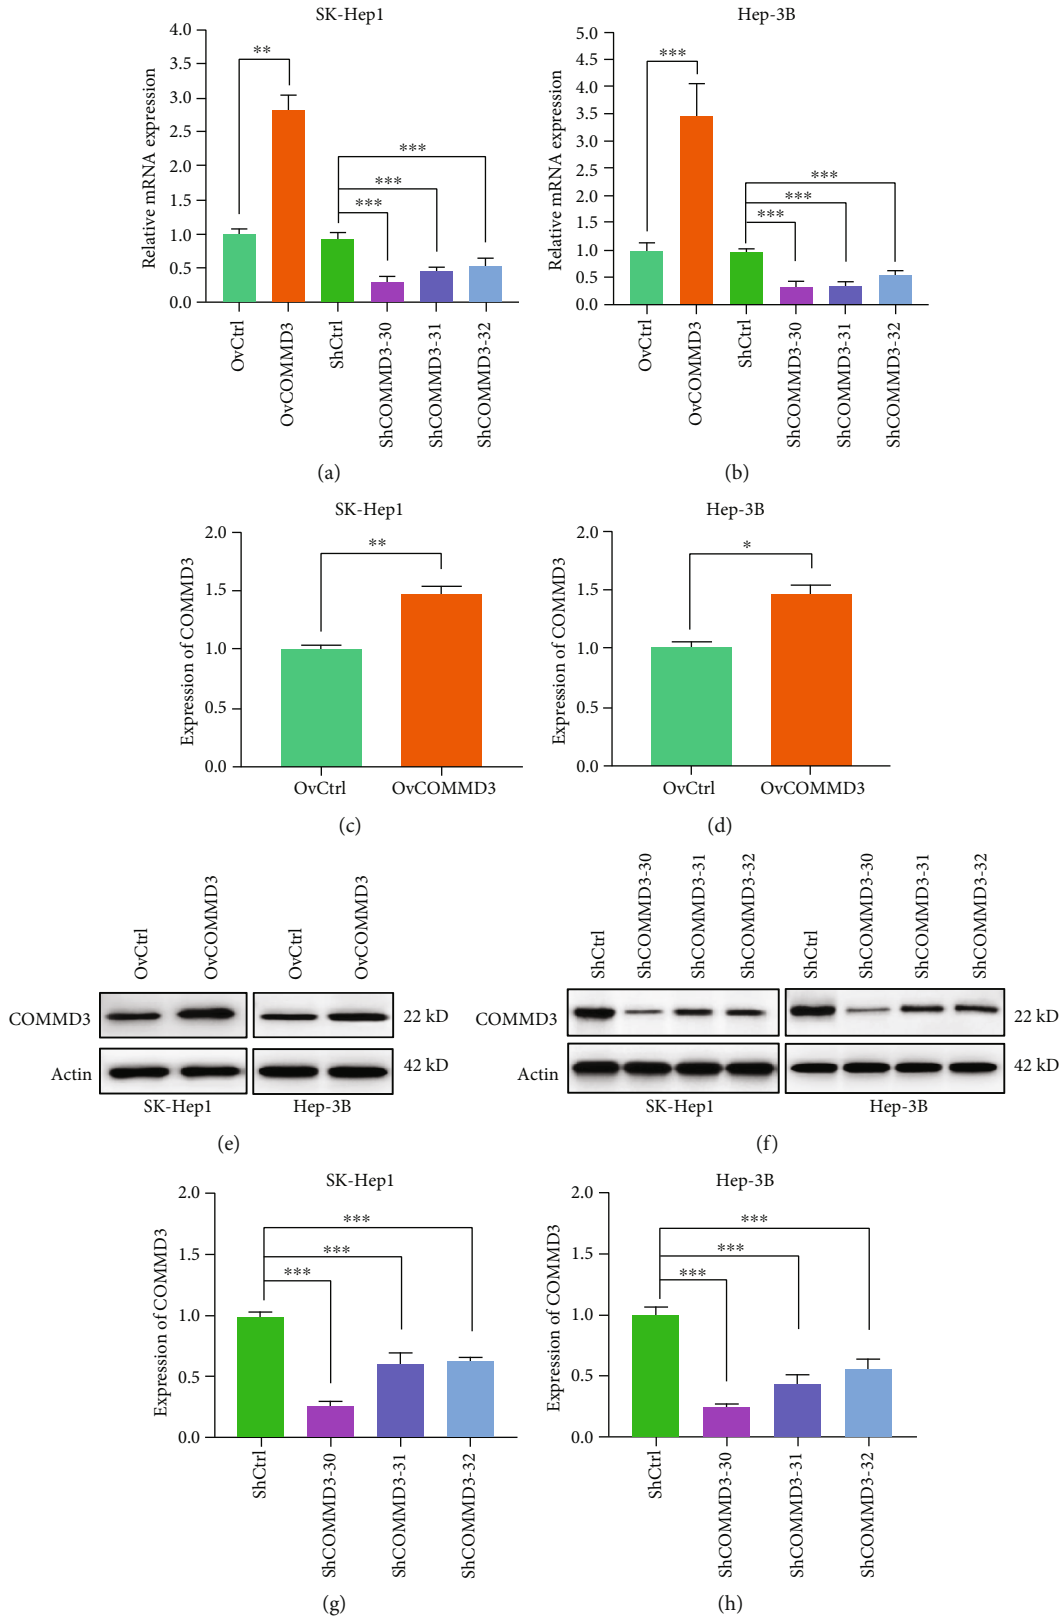 SK-Hep1
Relative mRNA expression
4.0
3.5
3.0
2.5
2.0
1.5
1.0
0.5
0.0
**
***
***
***
OvCtrl
OvCOMMD3
ShCtrl
ShCOMMD3-30
ShCOMMD3-31
ShCOMMD3-32
(a)
Hep-3B
Relative mRNA expression
5.0
4.5
4.0
3.5
3.0
2.5
2.0
1.5
1.0
0.5
0.0
***
***
***
***
OvCtrl
OvCOMMD3
ShCtrl
ShCOMMD3-30
ShCOMMD3-31
ShCOMMD3-32
(b)
SK-Hep1
Expression of COMMD3
2.0
1.5
1.0
0.5
0.0
**
OvCtrl
OvCOMMD3
(c)
Hep-3B
Expression of COMMD3
2.0
1.5
1.0
0.5
0.0
*
OvCtrl
OvCOMMD3
(d)
OvCtrl
OvCOMMD3
OvCtrl
OvCOMMD3
COMMD3
22 kD
Actin
42 kD
SK-Hep1
Hep-3B
(e)
ShCtrl
ShCOMMD3-30
ShCOMMD3-31
ShCOMMD3-32
ShCtrl
ShCOMMD3-30
ShCOMMD3-31
ShCOMMD3-32
COMMD3
22 kD
Actin
42 kD
SK-Hep1
Hep-3B
(f)
SK-Hep1
Expression of COMMD3
2.0
1.5
1.0
0.5
0.0
***
***
***
ShCtrl
ShCOMMD3-30
ShCOMMD3-31
ShCOMMD3-32
(g)
Hep-3B
Expression of COMMD3
2.0
1.5
1.0
0.5
0.0
***
***
***
ShCtrl
ShCOMMD3-30
ShCOMMD3-31
ShCOMMD3-32
(h)